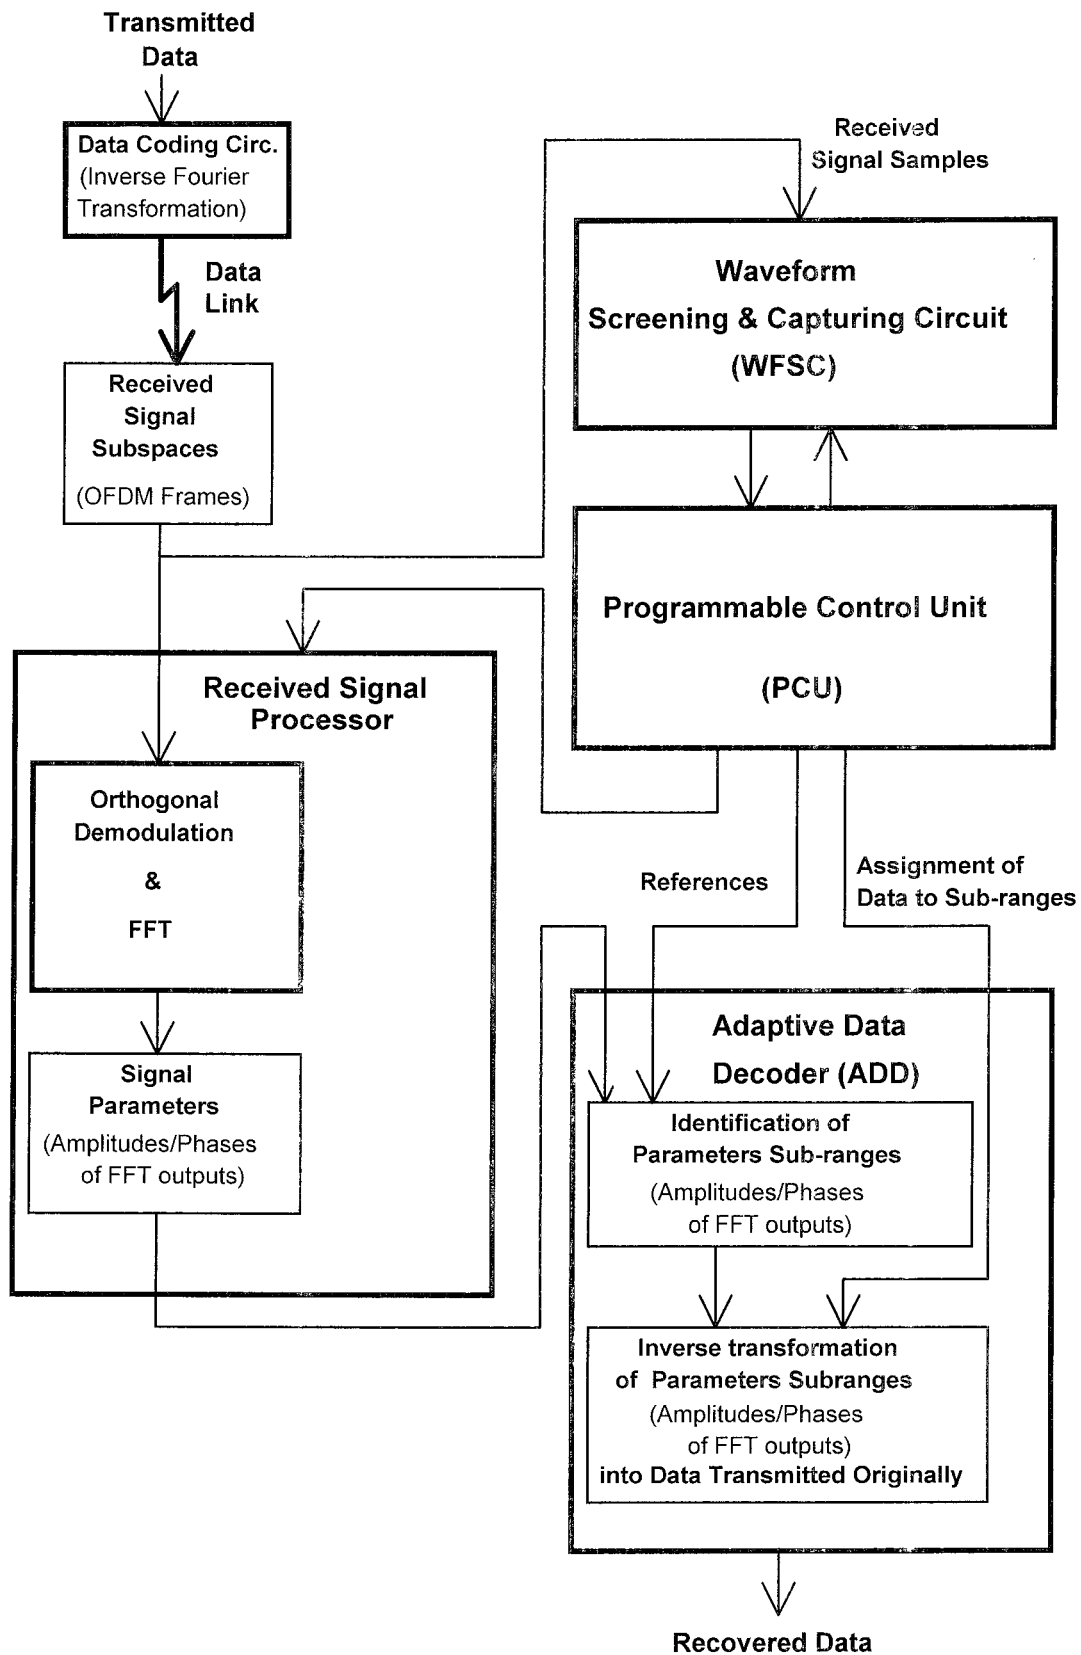 Transmitted
Data
Data Coding Circ.
(Inverse Fourier
Transformation)
Data
Link
Received
Signal
Subspaces
(OFDM Frames)
Received
Signal Samples
Waveform
Screening & Capturing Circuit
(WFSC)
Programmable Control Unit
(PCU)
Received Signal
Processor
Orthogonal
Demodulation
&
FFT
Signal
Parameters
(Amplitudes/Phases
of FFT outputs)
References
Assignment of
Data to Sub-ranges
Adaptive Data
Decoder (ADD)
Identification of
Parameters Sub-ranges
(Amplitudes/Phases
of FFT outputs)
Inverse transformation
of Parameters Subranges
(Amplitudes/Phases
of FFT outputs)
into Data Transmitted Originally
Recovered Data